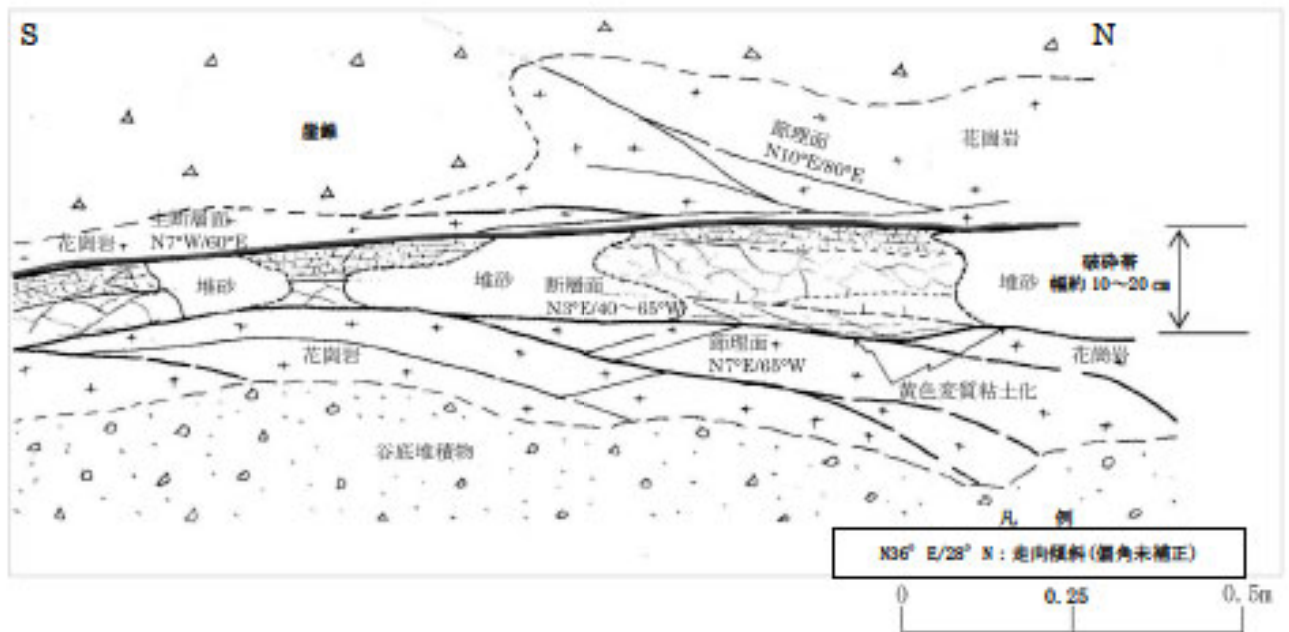 S
N
崖錐
節理面
N10°E/80°E
花崗岩
主断層面
N7°W/60°E
花崗岩
堆砂
堆砂
断層面
N3°E/40～65°W
堆砂
破砕帯
幅約 10～20 ㎝
花崗岩
節理面
N7°E/65°W
花崗岩
黄色変質粘土化
谷底堆積物
凡 例
N36° E/28° N：走向傾斜(偏角未補正)
0
0.25
0.5m